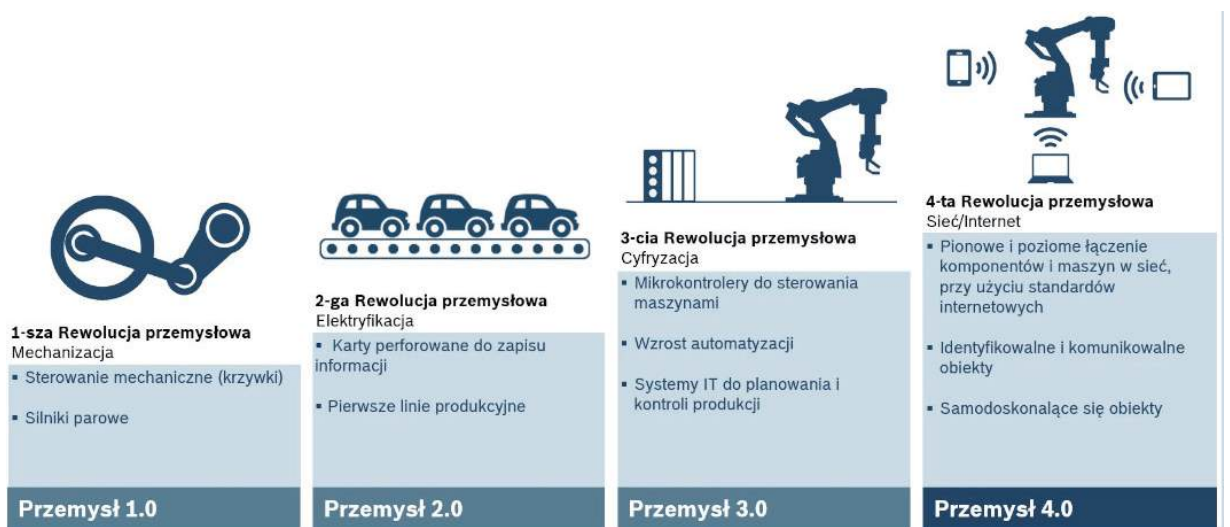 1-sza Rewolucja przemysłowa
Mechanizacja
▪ Sterowanie mechaniczne (krzywki)
▪ Silniki parowe
Przemysł 1.0
2-ga Rewolucja przemysłowa
Elektryfikacja
▪ Karty perforowane do zapisu
informacji
▪ Pierwsze linie produkcyjne
Przemysł 2.0
3-cia Rewolucja przemysłowa
Cyfryzacja
▪ Mikrokontrolery do sterowania
maszynami
▪ Wzrost automatyzacji
▪ Systemy IT do planowania i
kontroli produkcji
Przemysł 3.0
4-ta Rewolucja przemysłowa
Sieć/Internet
▪ Pionowe i poziome łączenie
komponentów i maszyn w sieć,
przy użyciu standardów
internetowych
▪ Identyfikowalne i komunikowalne
obiekty
▪ Samodoskonalące się obiekty
Przemysł 4.0